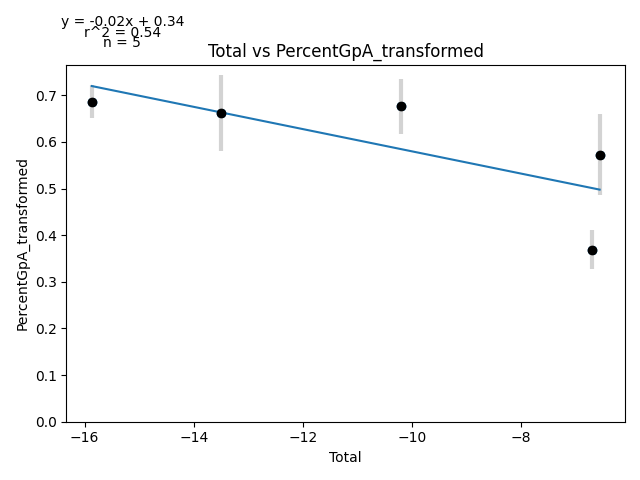 y = -0.02x + 0.34
r^2 = 0.54
n = 5
Total vs PercentGpA_transformed
PercentGpA_transformed
0.7
0.6
0.5
0.4
0.3
0.2
0.1
0.0
−16
−14
−12
−10
−8
Total